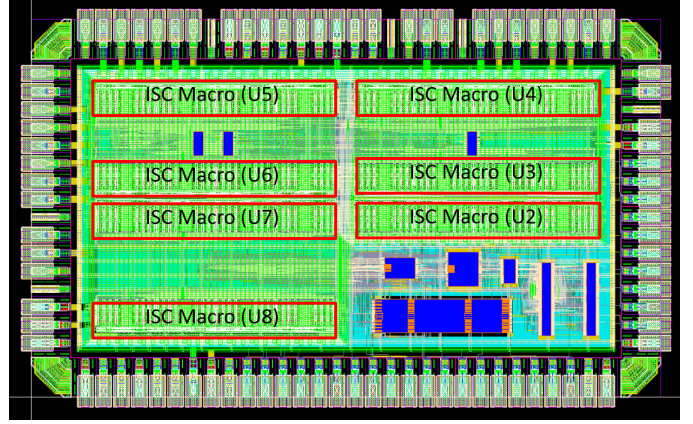 ISC Macro (U5)
ISC Macro (U4)
ISC Macro (U6)
ISC Macro (U3)
ISC Macro (U7)
ISC Macro (U2)
ISC Macro (U8)